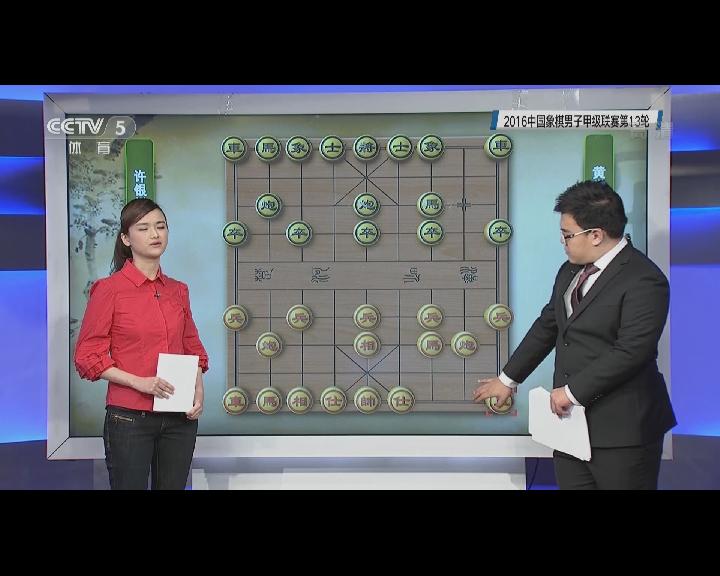 CCTV 5
体育
2016中国象棋男子甲级联赛第13轮
许银
黄
車馬象士將士象車
炮炮馬
卒卒卒卒卒
兵兵兵兵兵
炮相馬炮
車馬相仕帥仕